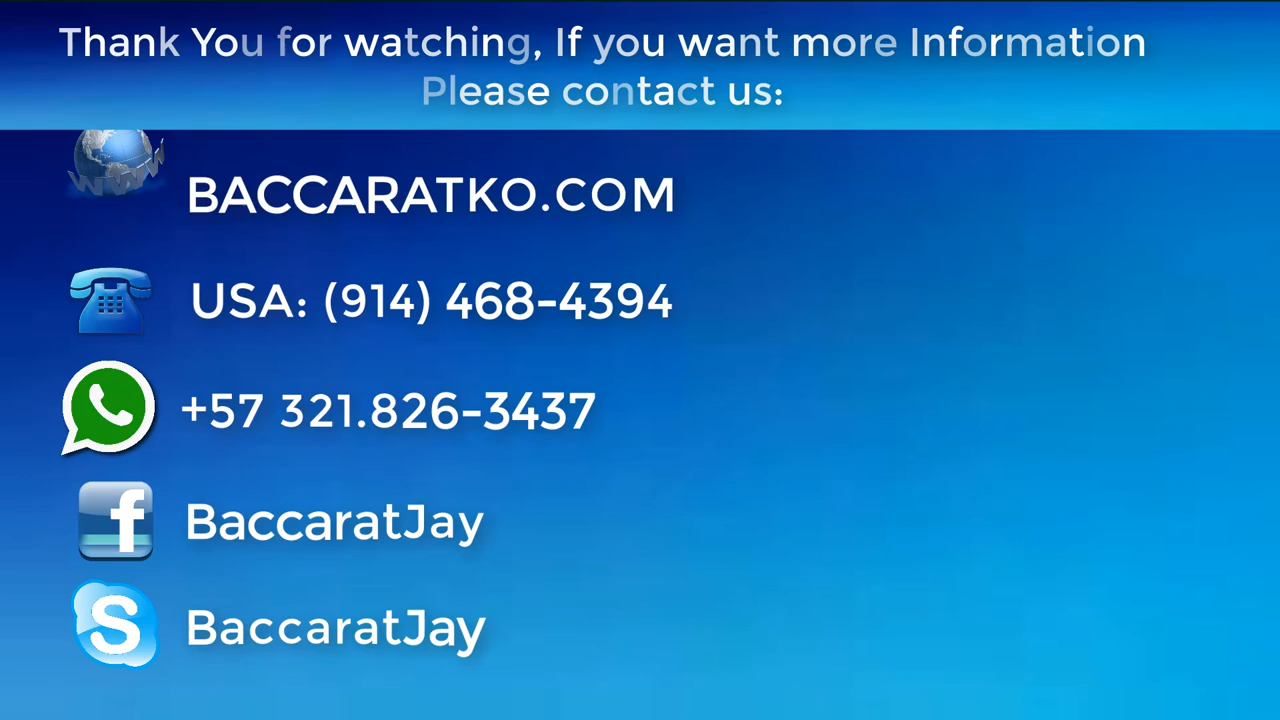 Thank You for watching, If you want more Information
Please contact us:
WWW
BACCARATKO.COM
USA: (914) 468-4394
+57 321.826-3437
f
BaccaratJay
S
BaccaratJay